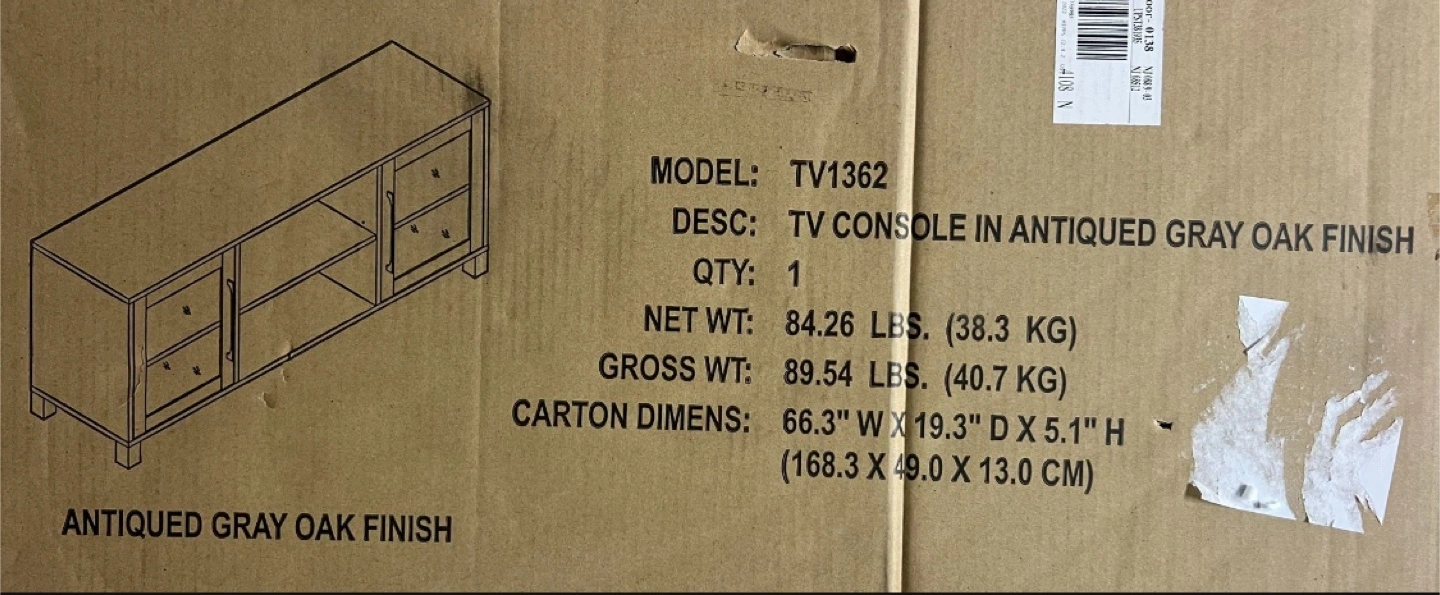 MODEL: TV1362
DESC: TV CONSOLE IN ANTIQUED GRAY OAK FINISH
QTY: 1
NET WT: 84.26 LBS. (38.3 KG)
GROSS WT: 89.54 LBS. (40.7 KG)
CARTON DIMENS: 66.3" W X 19.3" D X 5.1" H
(168.3 X 49.0 X 13.0 CM)
ANTIQUED GRAY OAK FINISH
0138
4108 N